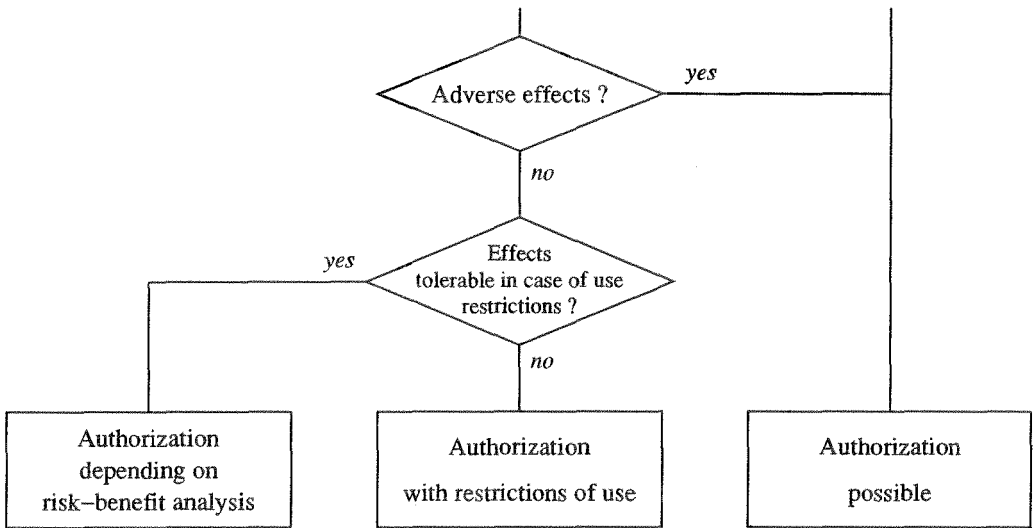 yes
Adverse effects ?
no
Effects
yes
tolerable in case of use
restrictions ?
no
Authorization
depending on
risk–benefit analysis
Authorization
with restrictions of use
Authorization
possible